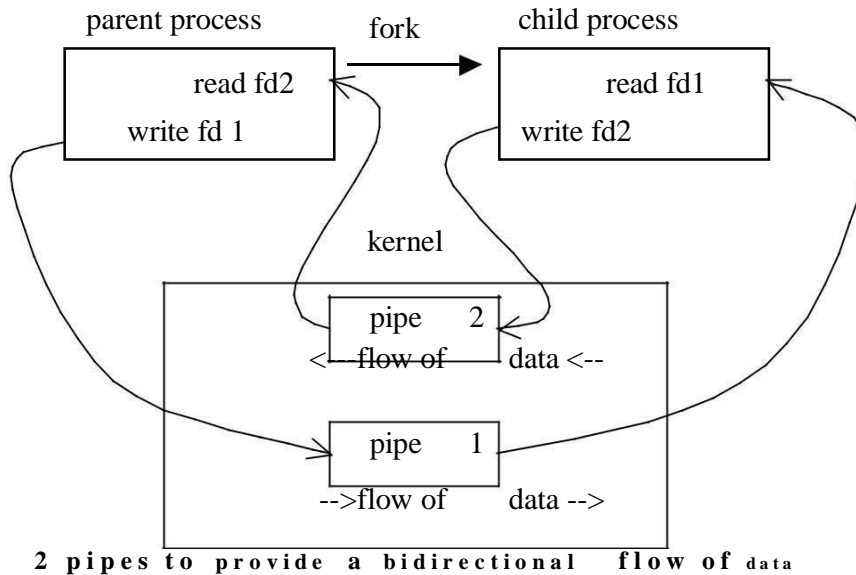 parent process fork child process
read fd2 read fd1
write fd 1 write fd2
kernel
pipe 2
<---flow of data <--
pipe 1
-->flow of data -->
2 pipes to provide a bidirectional flow of data